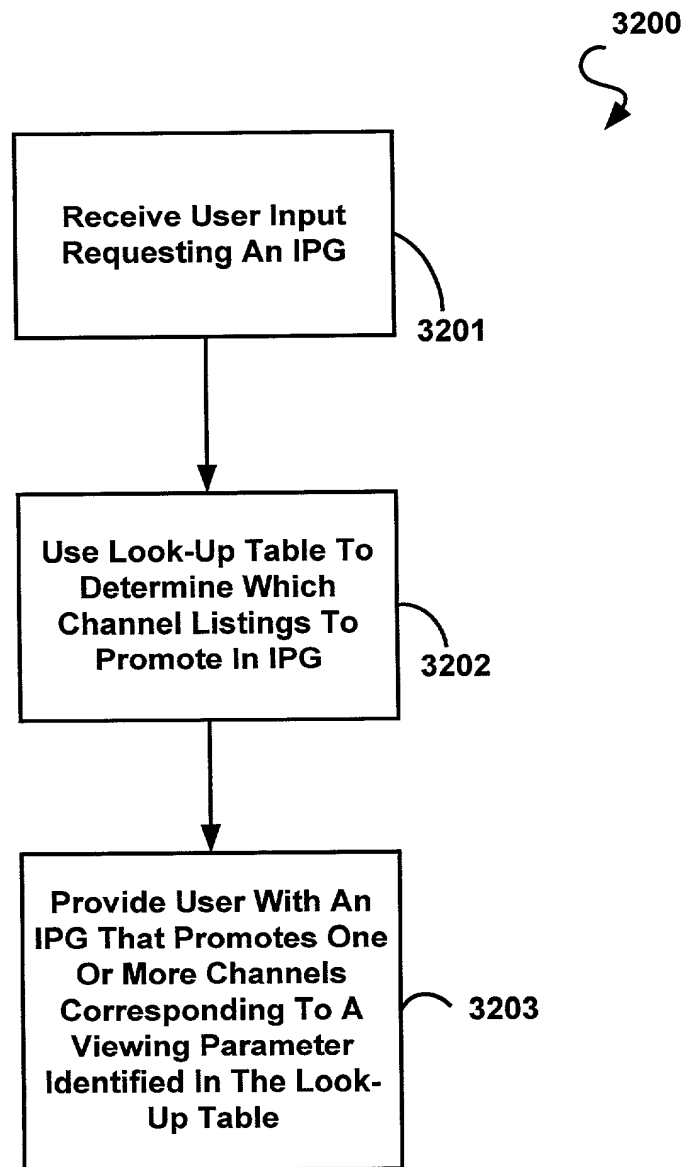 3200
Receive User Input
Requesting An IPG
3201
Use Look-Up Table To
Determine Which
Channel Listings To
Promote In IPG
3202
Provide User With An
IPG That Promotes One
Or More Channels
Corresponding To A
Viewing Parameter
Identified In The Look-
Up Table
3203